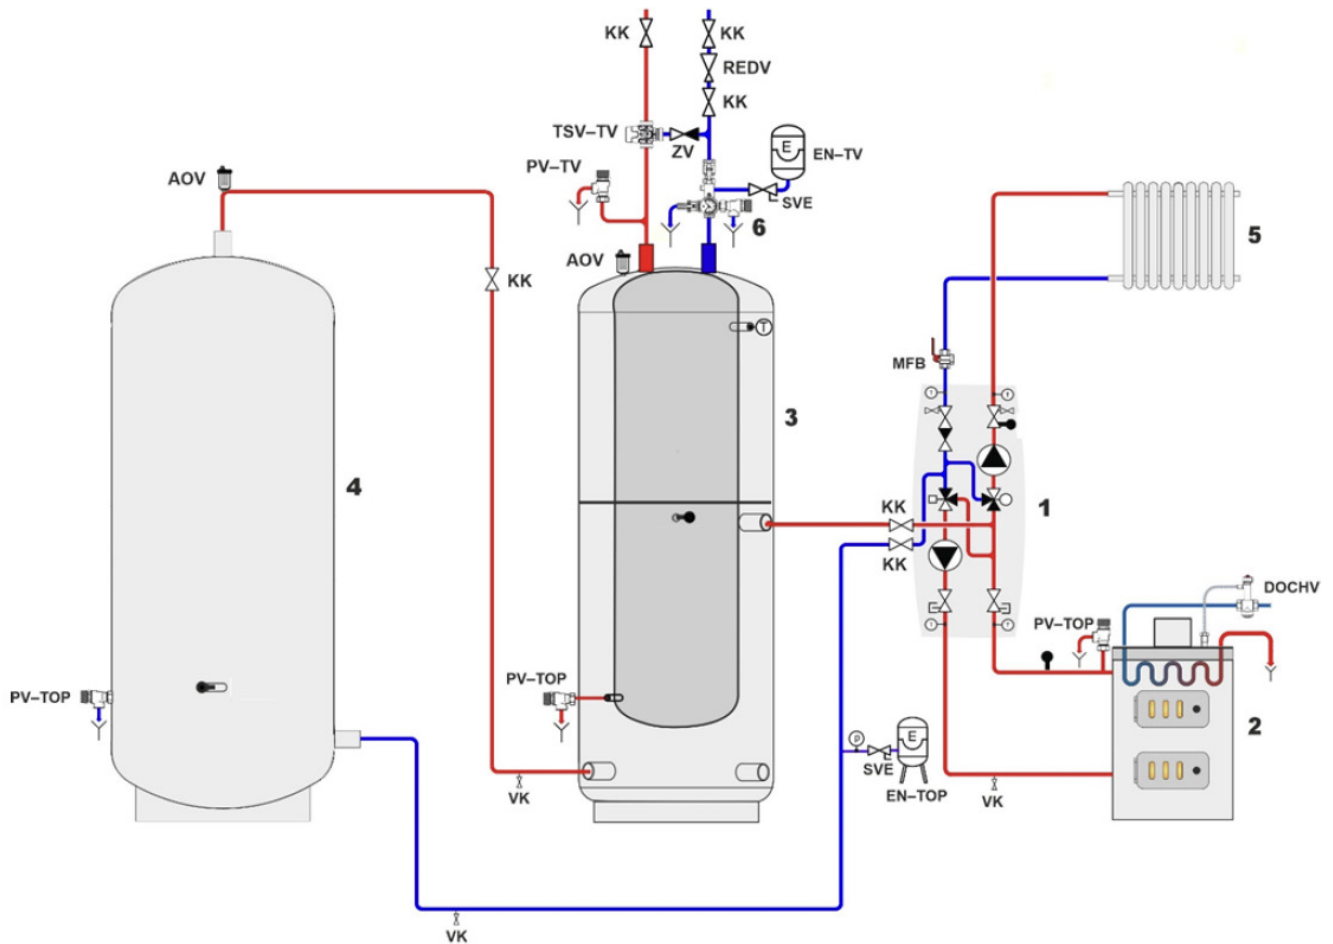 KK
KK
REDV
KK
TSV–TV
ZV
E
EN–TV
PV–TV
SVE
AOV
6
5
AOV
KK
T
MFB
T
T
3
4
KK
1
KK
DOCHV
PV–TOP
T
T
PV–TOP
PV–TOP
2
P
E
SVE
EN–TOP
VK
VK
VK